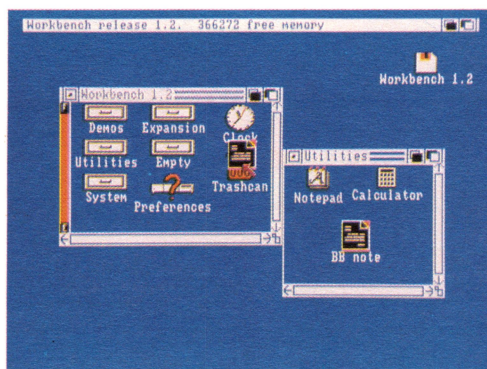 Workbench release 1.2.  366272 free memory
Workbench 1.2
Workbench 1.2
Demos Expansion Clock
Utilities Empty
Trashcan
System
Preferences
Utilities
Notepad Calculator
BB note